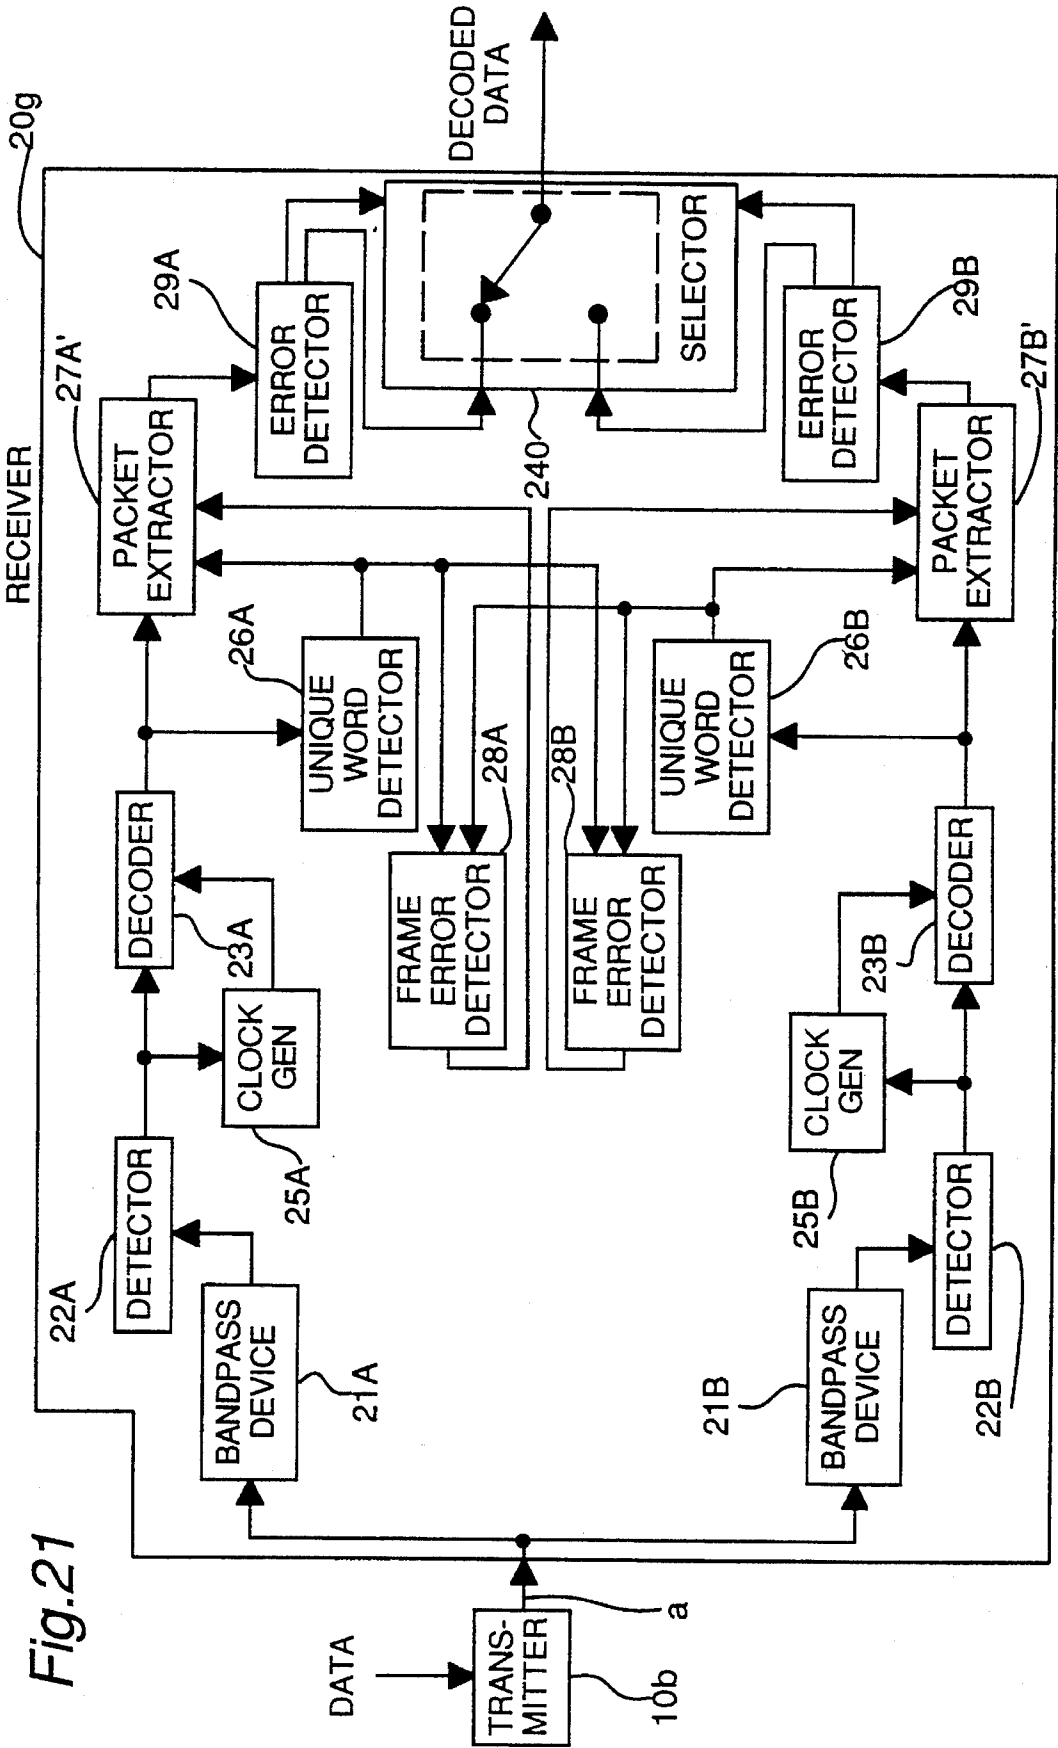 Fig.21
RECEIVER
20g
DATA
TRANS-
MITTER
10b
a
BANDPASS
DEVICE
21A
DETECTOR
22A
CLOCK
GEN
25A
DECODER
23A
UNIQUE
WORD
DETECTOR
26A
FRAME
ERROR
DETECTOR
28A
PACKET
EXTRACTOR
27A'
ERROR
DETECTOR
29A
SELECTOR
240
DECODED
DATA
BANDPASS
DEVICE
21B
DETECTOR
22B
CLOCK
GEN
25B
DECODER
23B
UNIQUE
WORD
DETECTOR
26B
FRAME
ERROR
DETECTOR
28B
PACKET
EXTRACTOR
27B'
ERROR
DETECTOR
29B